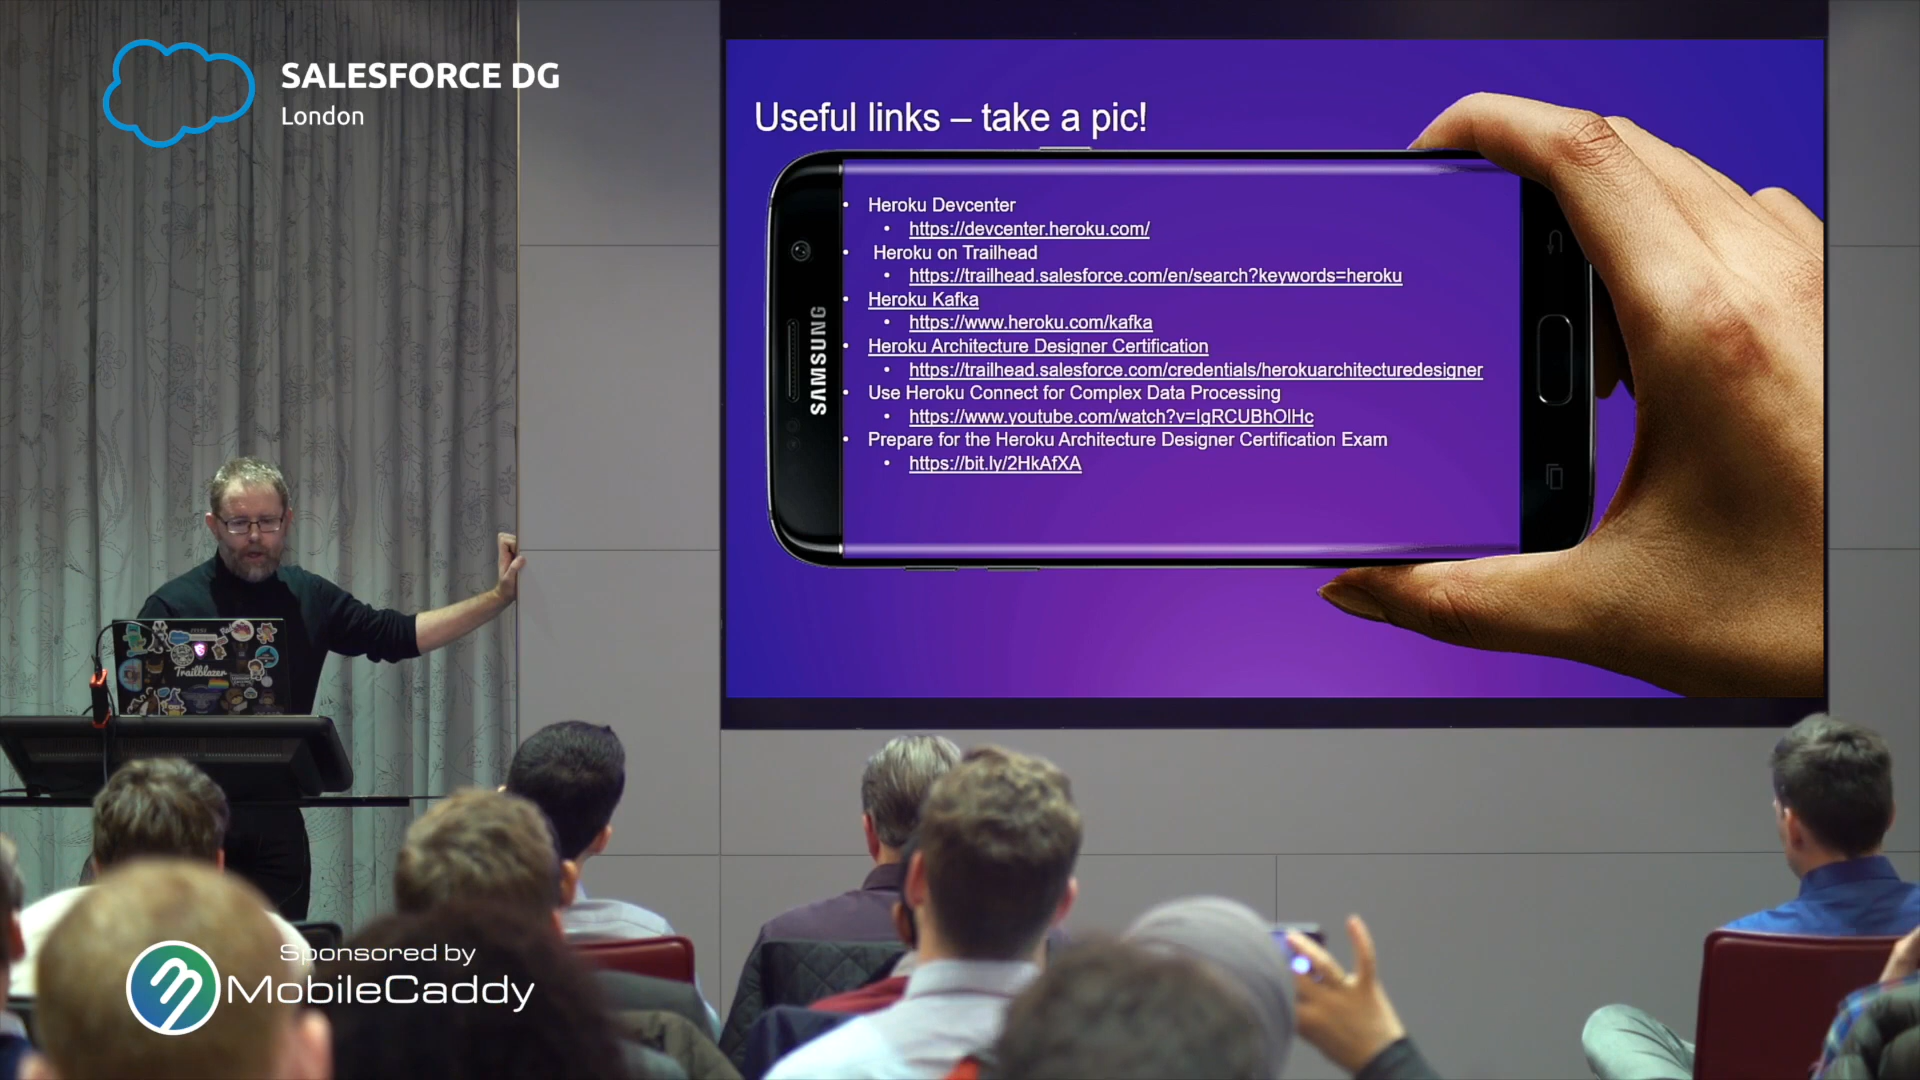 SALESFORCE DG
London
Useful links – take a pic!
SAMSUNG
• Heroku Devcenter
• https://devcenter.heroku.com/
• Heroku on Trailhead
• https://trailhead.salesforce.com/en/search?keywords=heroku
• Heroku Kafka
• https://www.heroku.com/kafka
• Heroku Architecture Designer Certification
• https://trailhead.salesforce.com/credentials/herokuarchitecturedesigner
• Use Heroku Connect for Complex Data Processing
• https://www.youtube.com/watch?v=IgRCUBhOIHc
• Prepare for the Heroku Architecture Designer Certification Exam
• https://bit.ly/2HkAfXA
Trailblazer
Sponsored by
MobileCaddy